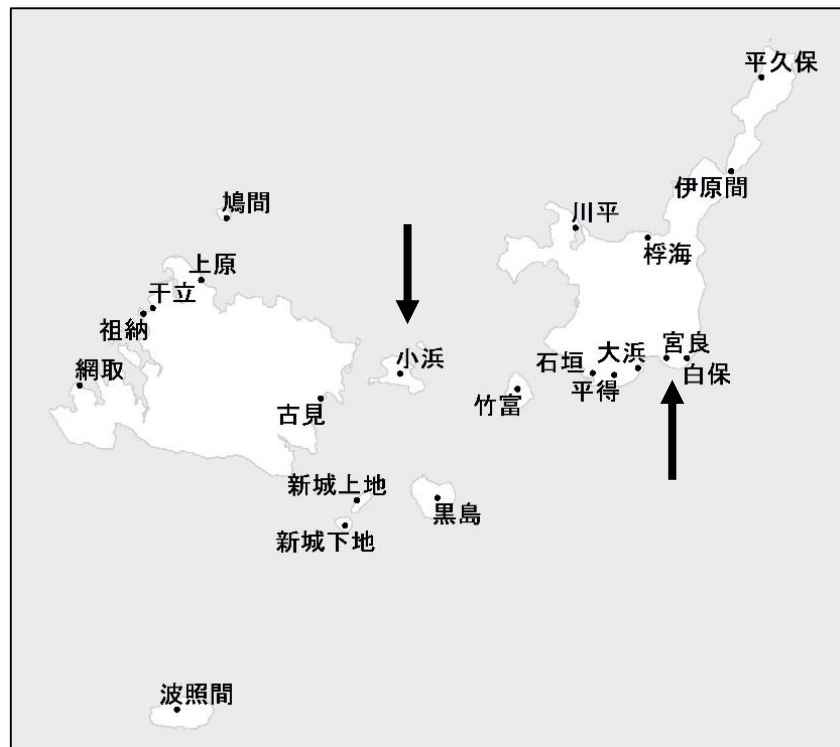 平久保
伊原間
鳩間
川平
桴海
上原
干立
祖納
網取
小浜
古見
石垣
大浜
宮良
白保
平得
竹富
新城上地
黒島
新城下地
波照間